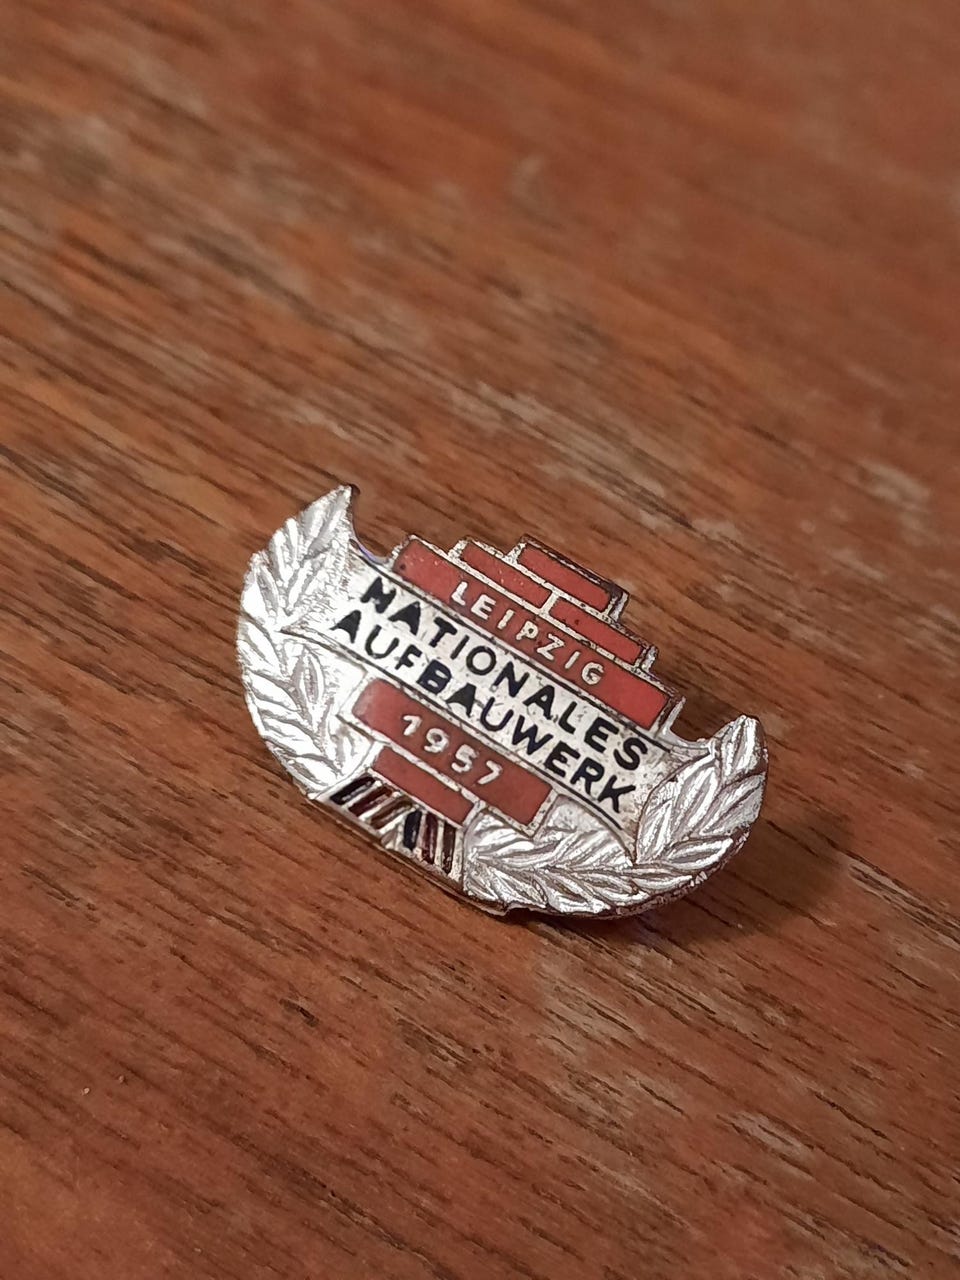 LEIPZIG
NATIONALES
AUFBAUWERK
1957